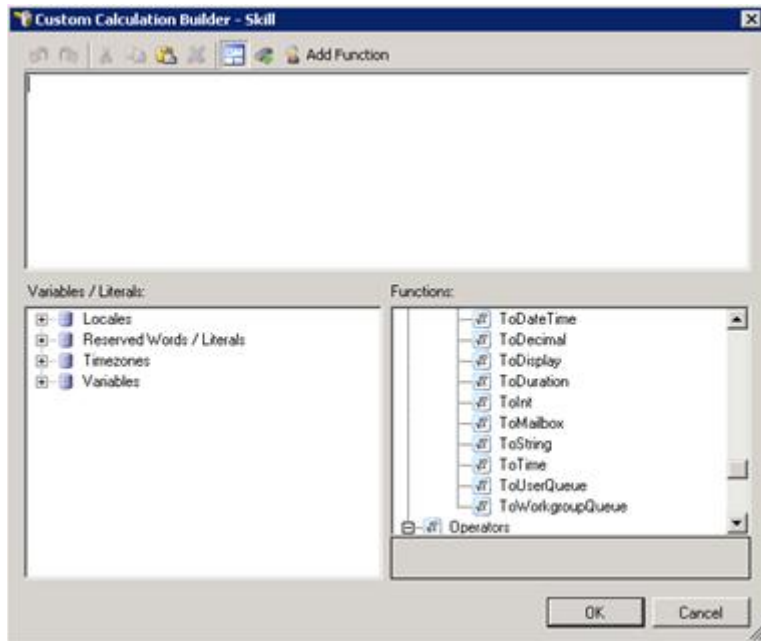 Custom Calculation Builder - Skill
Add Function
Variables / Literals:
Locales
Reserved Words / Literals
Timezones
Variables
Functions:
ToDateTime
ToDecimal
ToDisplay
ToDuration
ToInt
ToMailbox
ToString
ToTime
ToUserQueue
ToWorkgroupQueue
Operators
OK
Cancel